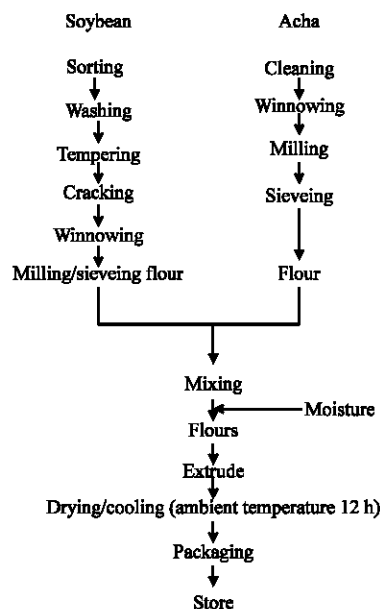 Soybean
Sorting
Washing
Tempering
Cracking
Winnowing
Milling/sieveing flour
Acha
Cleaning
Winnowing
Milling
Sieveing
Flour
Mixing
Moisture
Flours
Extrude
Drying/cooling (ambient temperature 12 h)
Packaging
Store